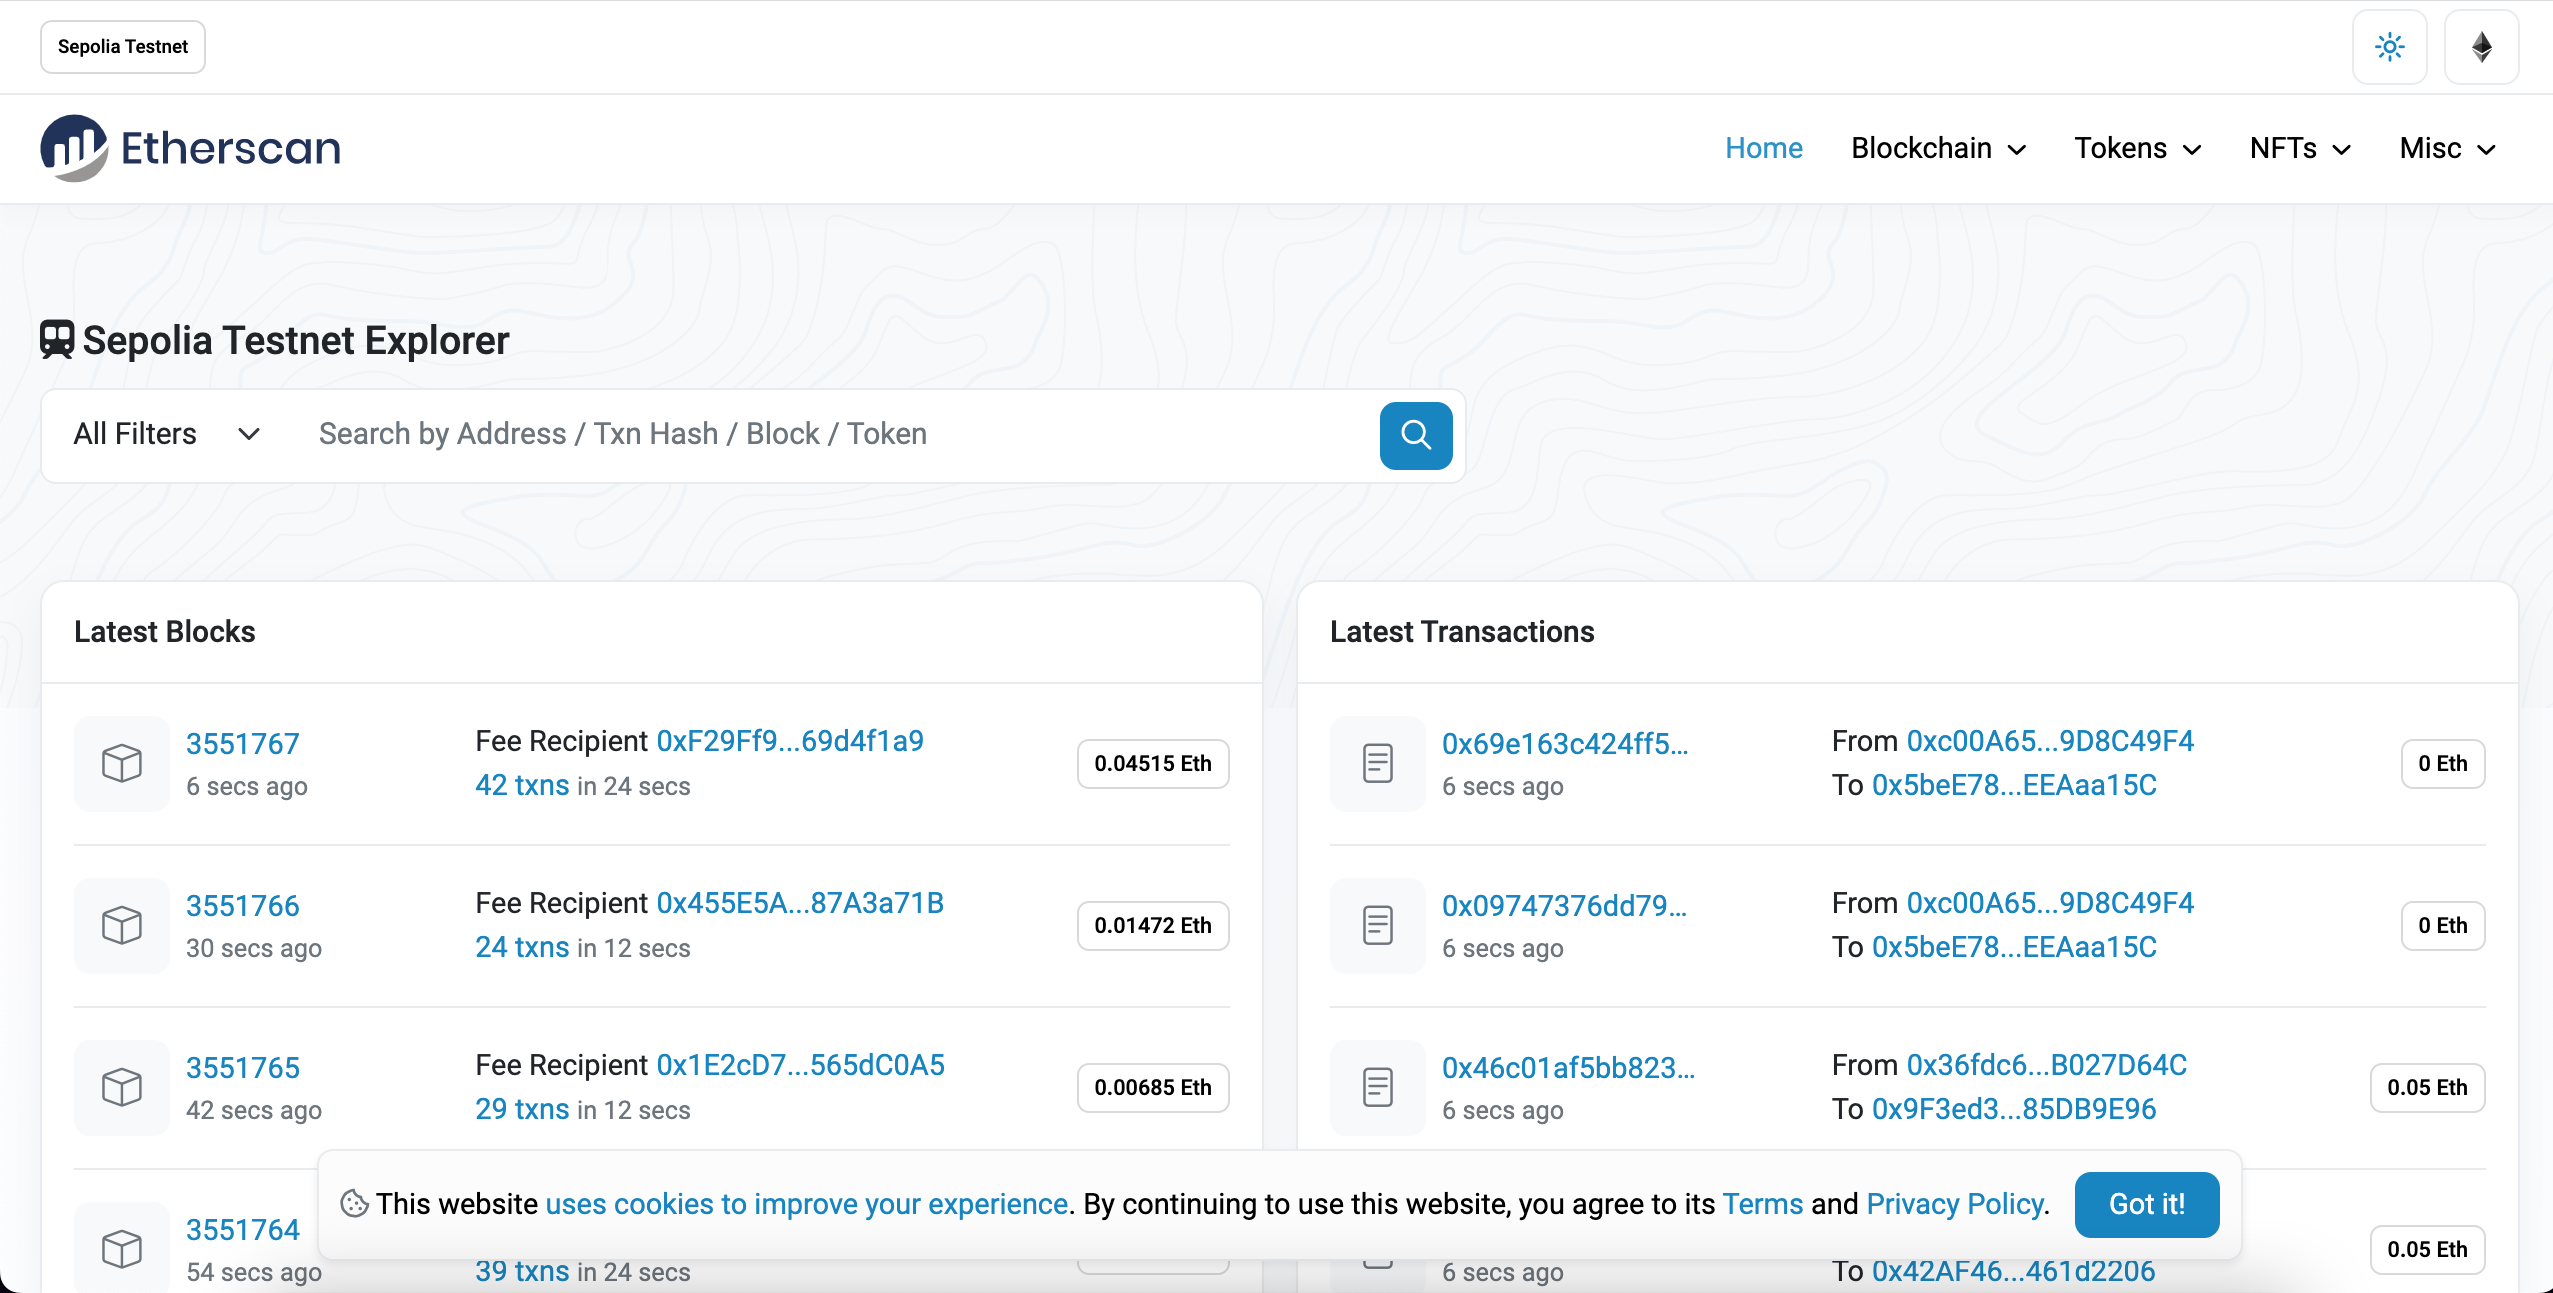 Sepolia Testnet
Etherscan
Home Blockchain Tokens NFTs Misc
Sepolia Testnet Explorer
All Filters Search by Address / Txn Hash / Block / Token
Latest Blocks
3551767
6 secs ago
Fee Recipient 0xF29Ff9...69d4f1a9
42 txns in 24 secs
0.04515 Eth
3551766
30 secs ago
Fee Recipient 0x455E5A...87A3a71B
24 txns in 12 secs
0.01472 Eth
3551765
42 secs ago
Fee Recipient 0x1E2cD7...565dC0A5
29 txns in 12 secs
0.00685 Eth
3551764
54 secs ago
39 txns in 24 secs
Latest Transactions
0x69e163c424ff5...
6 secs ago
From 0xc00A65...9D8C49F4
To 0x5beE78...EEAaa15C
0 Eth
0x09747376dd79...
6 secs ago
From 0xc00A65...9D8C49F4
To 0x5beE78...EEAaa15C
0 Eth
0x46c01af5bb823...
6 secs ago
From 0x36fdc6...B027D64C
To 0x9F3ed3...85DB9E96
0.05 Eth
6 secs ago
To 0x42AF46...461d2206
0.05 Eth
This website uses cookies to improve your experience. By continuing to use this website, you agree to its Terms and Privacy Policy.
Got it!